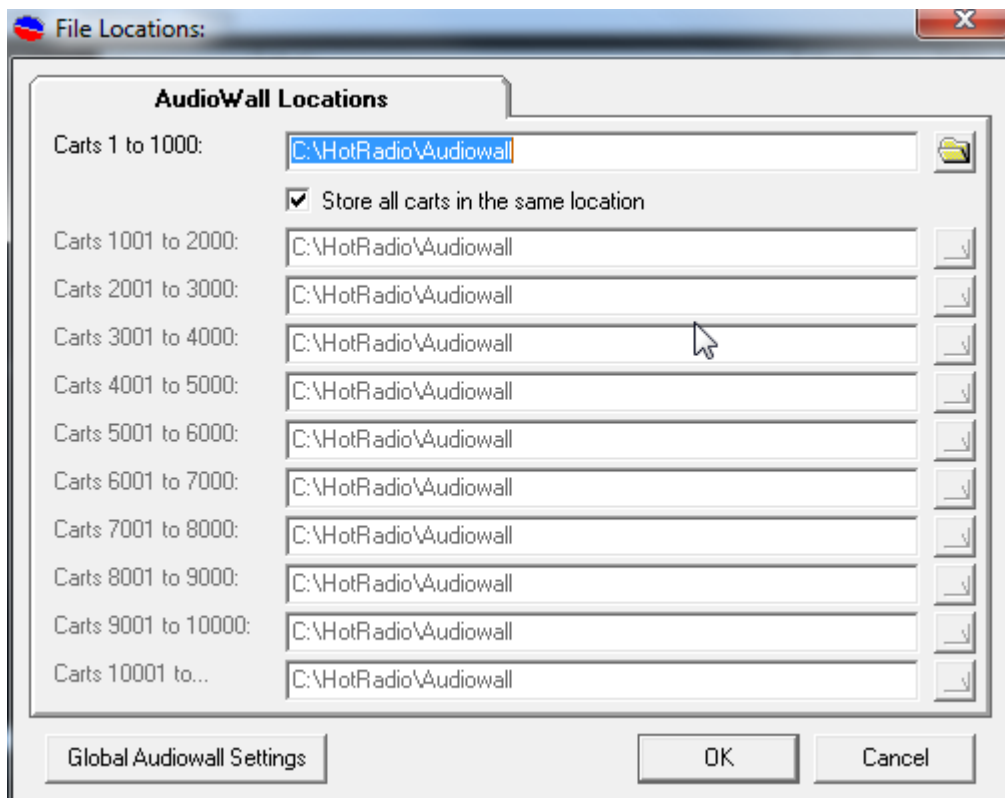 File Locations:
AudioWall Locations
Carts 1 to 1000: C:\HotRadio\Audiowall
Store all carts in the same location
Carts 1001 to 2000: C:\HotRadio\Audiowall
Carts 2001 to 3000: C:\HotRadio\Audiowall
Carts 3001 to 4000: C:\HotRadio\Audiowall
Carts 4001 to 5000: C:\HotRadio\Audiowall
Carts 5001 to 6000: C:\HotRadio\Audiowall
Carts 6001 to 7000: C:\HotRadio\Audiowall
Carts 7001 to 8000: C:\HotRadio\Audiowall
Carts 8001 to 9000: C:\HotRadio\Audiowall
Carts 9001 to 10000: C:\HotRadio\Audiowall
Carts 10001 to... C:\HotRadio\Audiowall
Global Audiowall Settings OK Cancel